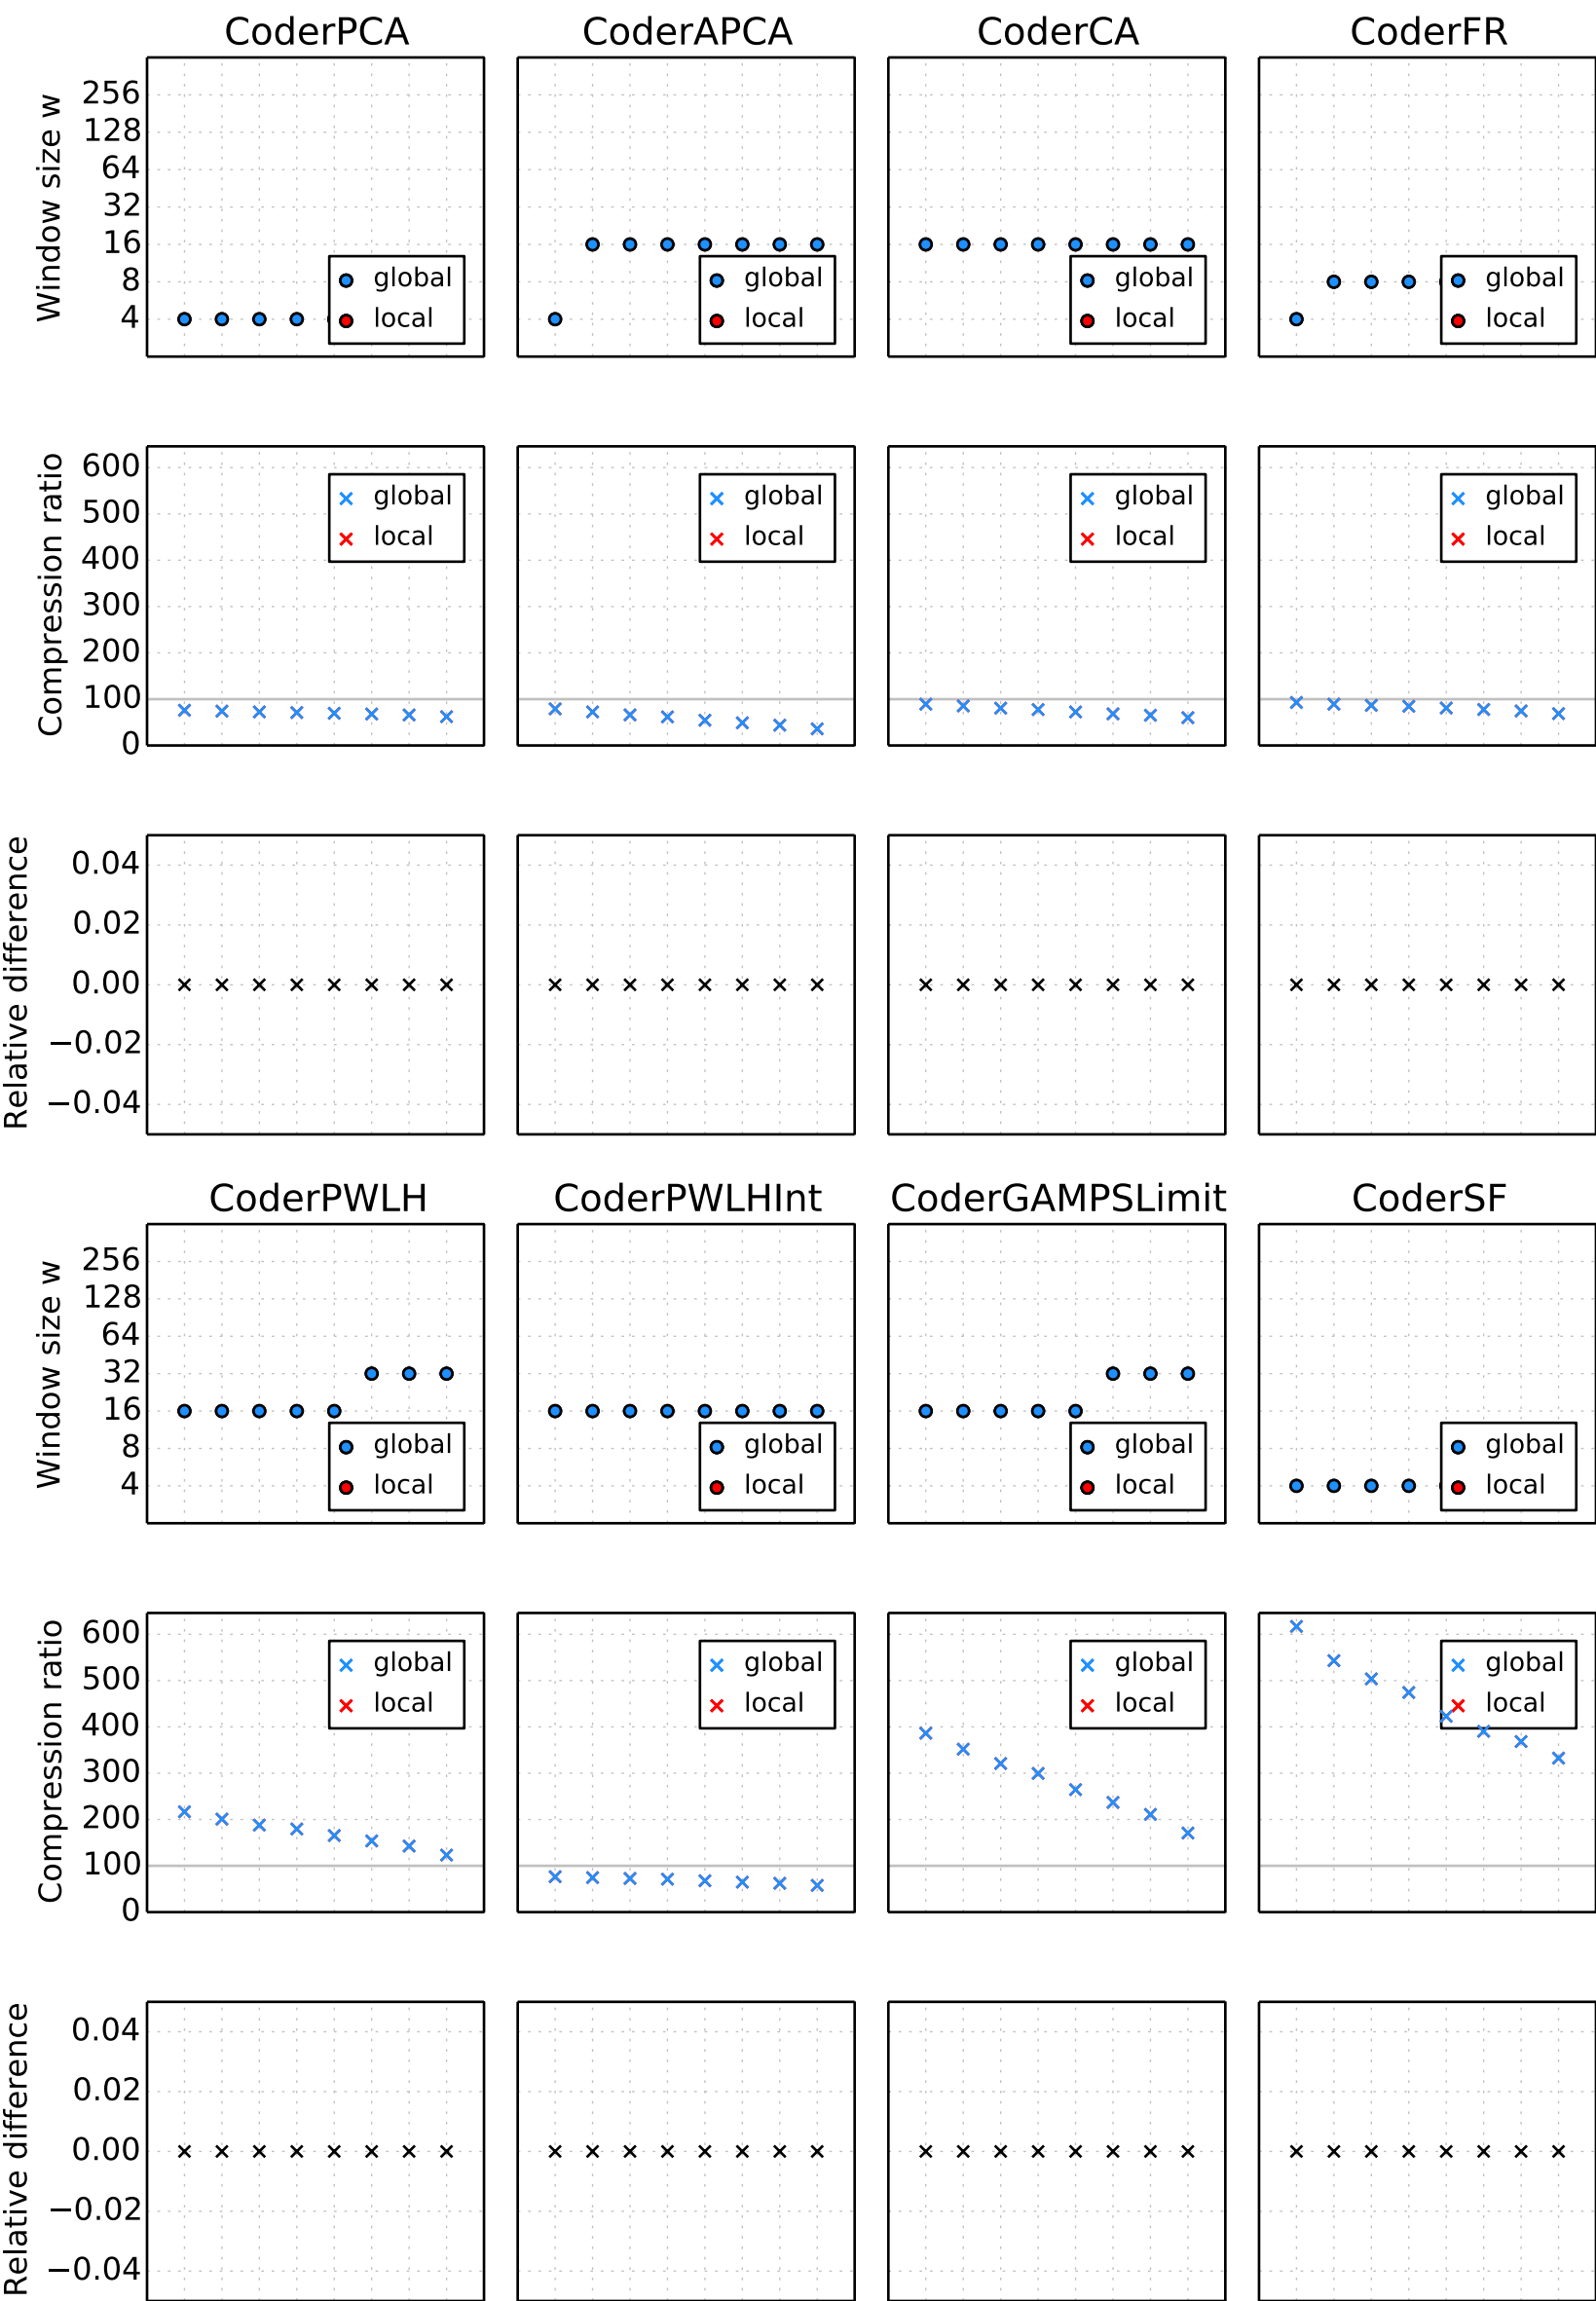 CoderPCA CoderAPCA CoderCA CoderFR
Window size w
256
128
64
32
16
8
4
global
local
global
local
global
local
global
local
Compression ratio
600
500
400
300
200
100
0
global
local
global
local
global
local
global
local
Relative difference
0.04
0.02
0.00
−0.02
−0.04
CoderPWLH CoderPWLHInt CoderGAMPSLimit CoderSF
Window size w
256
128
64
32
16
8
4
global
local
global
local
global
local
global
local
Compression ratio
600
500
400
300
200
100
0
global
local
global
local
global
local
global
local
Relative difference
0.04
0.02
0.00
−0.02
−0.04